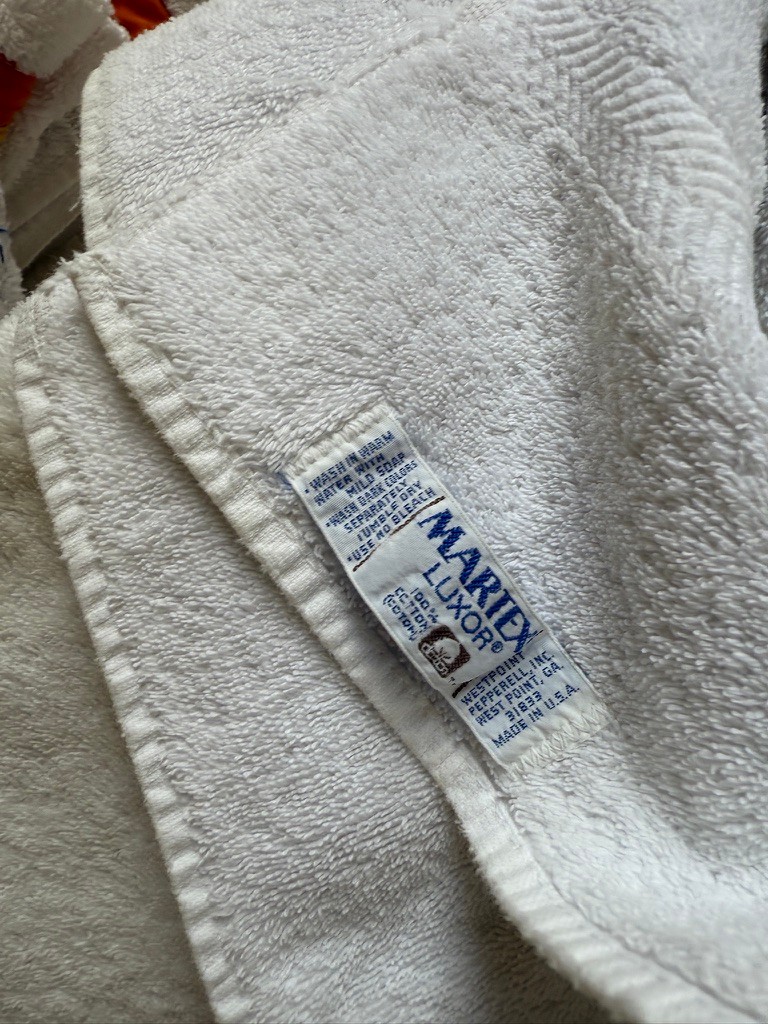 •WASH IN WARM
WATER WITH
MILD SOAP
•WASH DARK COLORS
SEPARATELY
TUMBLE DRY
•USE NO BLEACH
MARTEX
LUXOR®
100%
COTTON
(COTON)
WESTPOINT
PEPPERELL, INC.
WEST POINT, GA.
31833
MADE IN U.S.A.